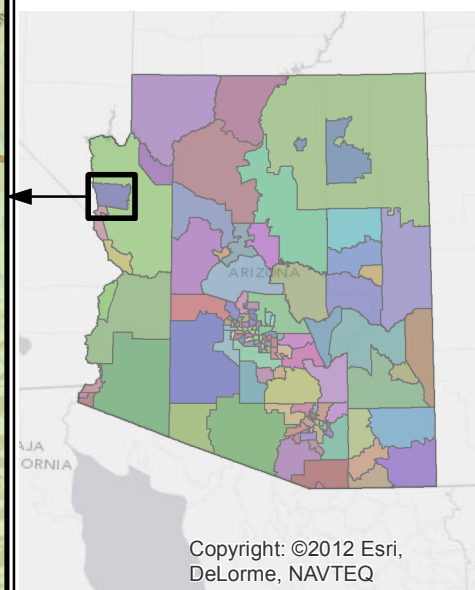 ARIZONA
AJA
ORNIA
Copyright: ©2012 Esri,
DeLorme, NAVTEQ